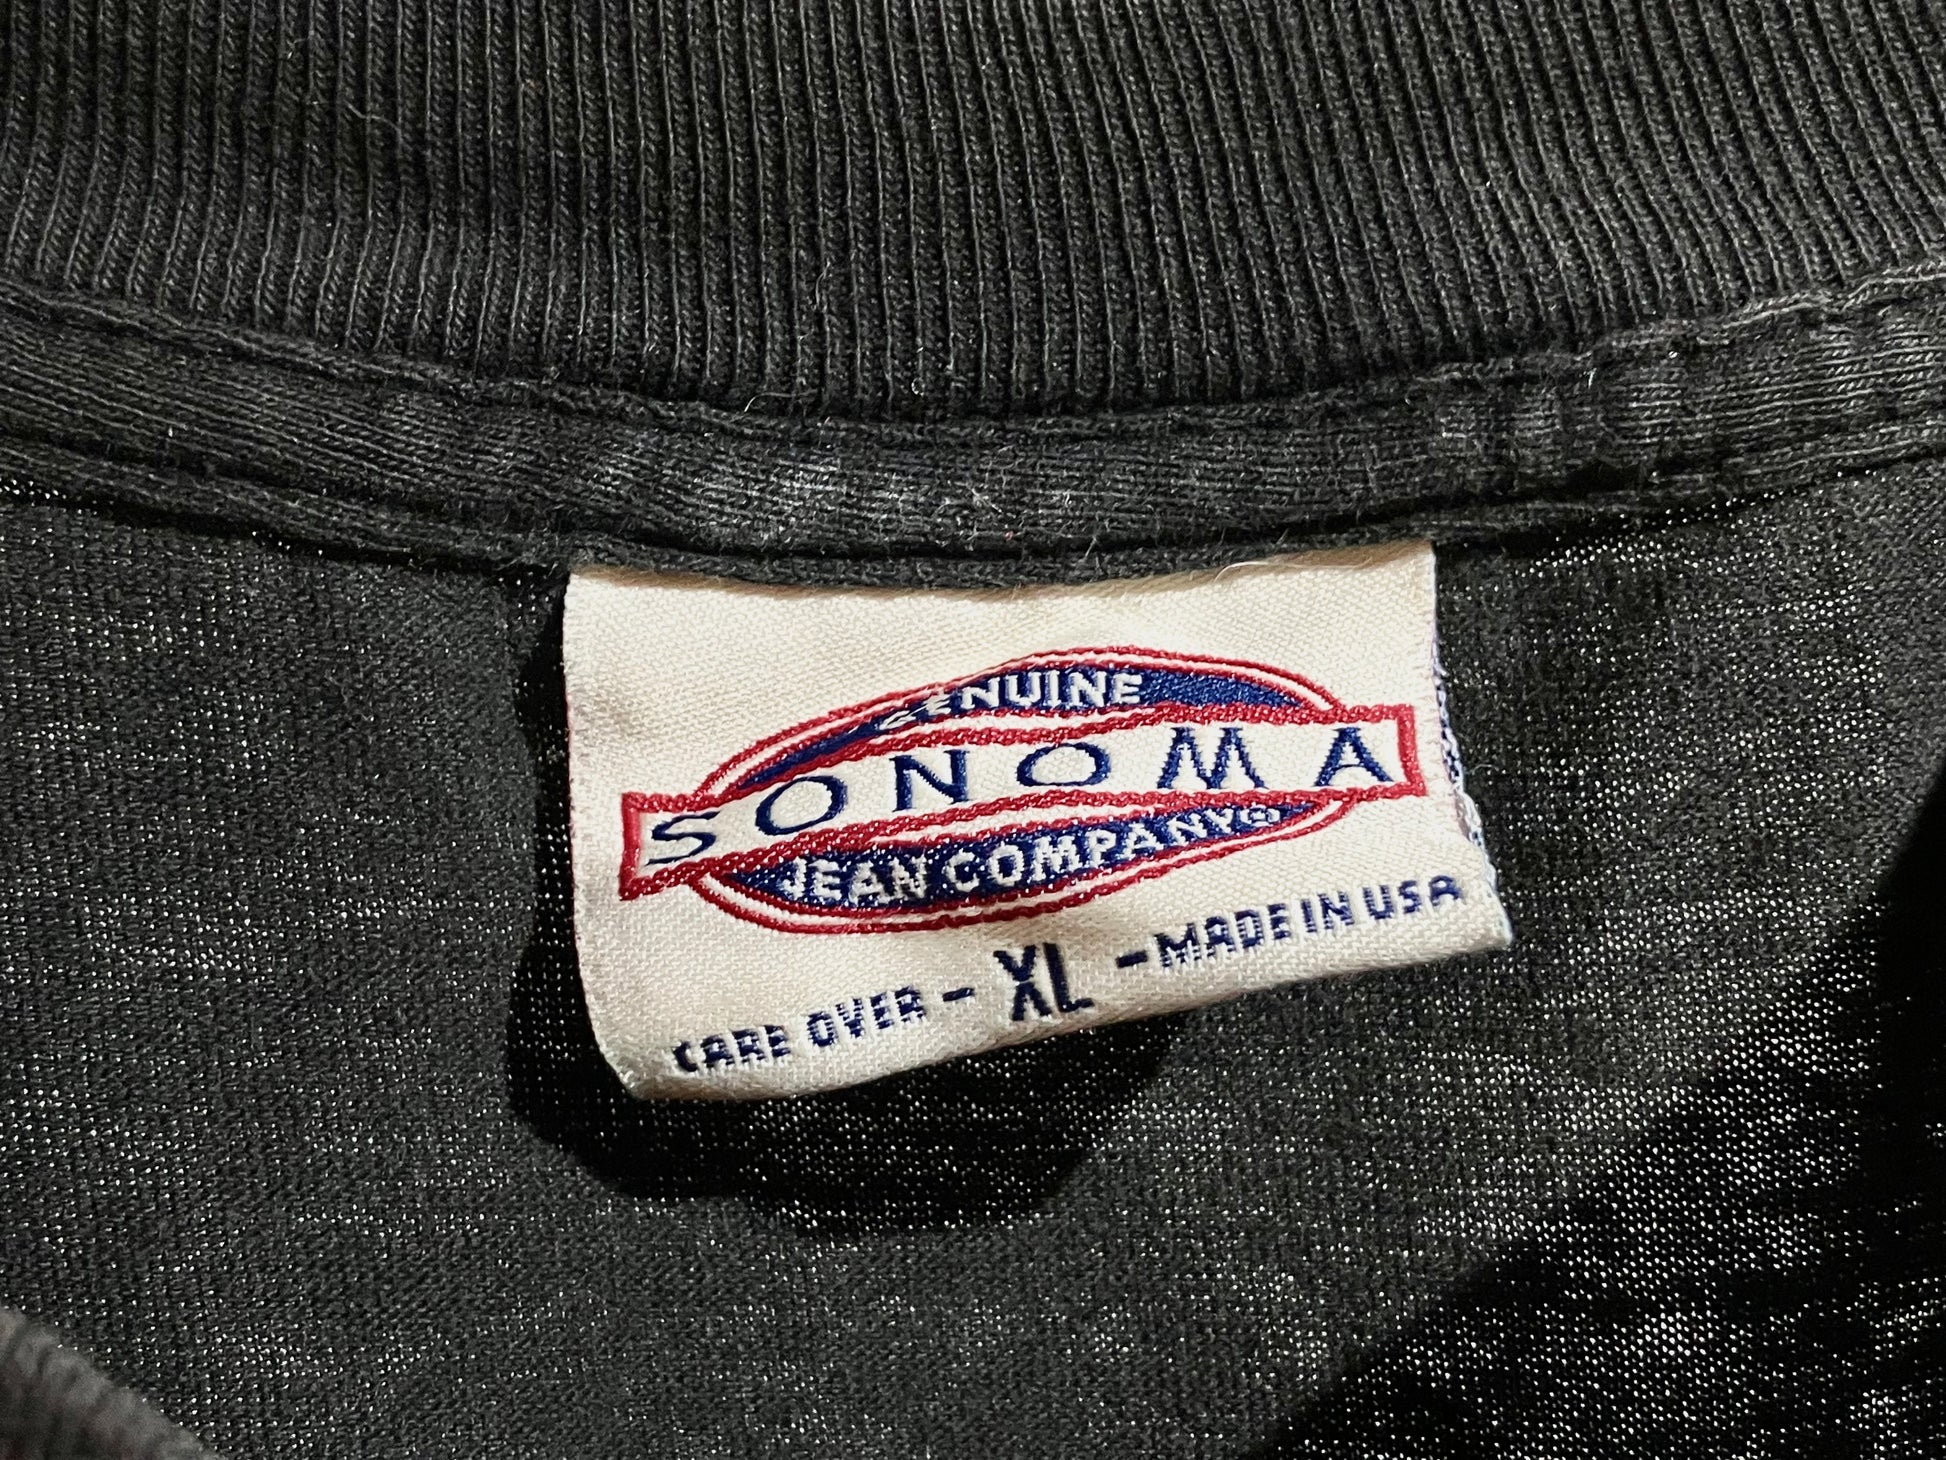 GENUINE
SONOMA
JEAN COMPANY®
CARE OVER - XL - MADE IN USA